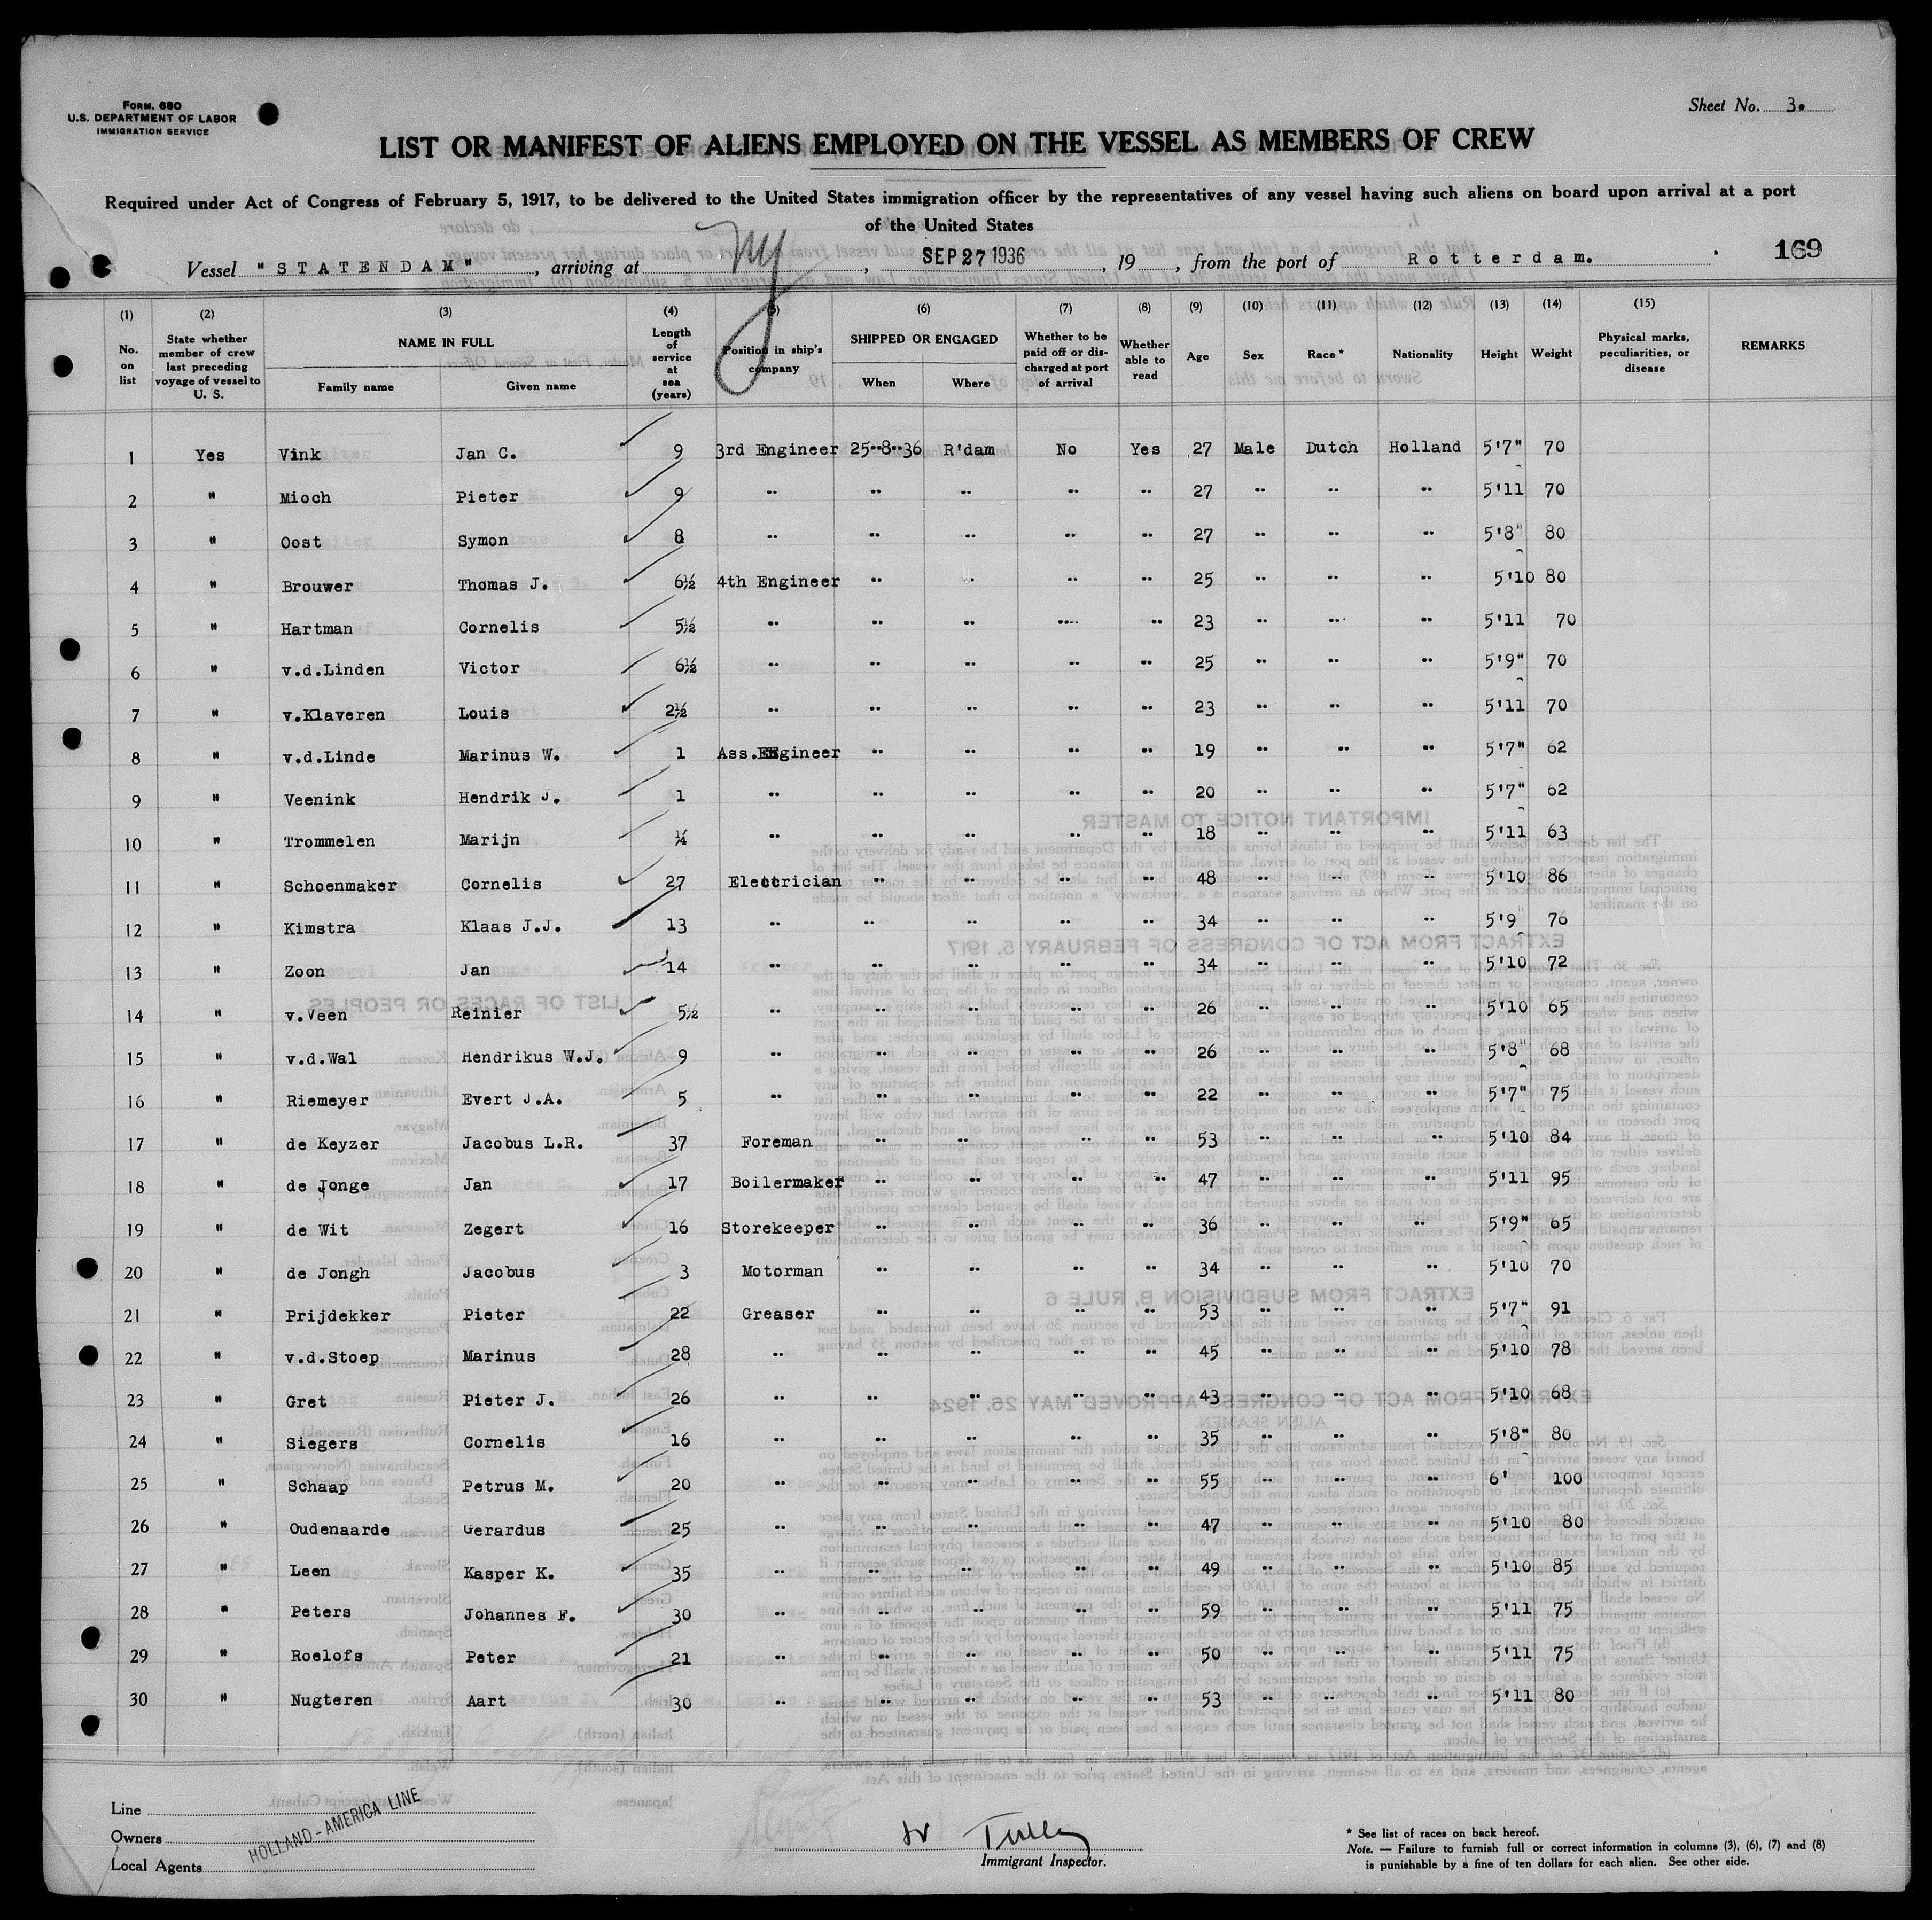 Form. 680
U.S. DEPARTMENT OF LABOR
IMMIGRATION SERVICE
Sheet No. 3.
LIST OR MANIFEST OF ALIENS EMPLOYED ON THE VESSEL AS MEMBERS OF CREW
Required under Act of Congress of February 5, 1917, to be delivered to the United States immigration officer by the representatives of any vessel having such aliens on board upon arrival at a port
of the United States
Vessel "STATENDAM", arriving at NY, SEP 27 1936, 19, from the port of Rotterdam. 169
(1) No. on list
(2) State whether member of crew last preceding voyage of vessel to U. S.
(3) NAME IN FULL Family name Given name
(4) Length of service at sea (years)
(5) Position in ship's company
(6) SHIPPED OR ENGAGED When Where
(7) Whether to be paid off or discharged at port of arrival
(8) Whether able to read
(9) Age
(10) Sex
(11) Race *
(12) Nationality
(13) Height
(14) Weight
(15) Physical marks, peculiarities, or disease
REMARKS
1 Yes Vink Jan C. 9 3rd Engineer 25-8-36 R'dam No Yes 27 Male Dutch Holland 5'7" 70
2 " Mioch Pieter 9 " " " " " 27 " " " 5'11 70
3 " Oost Symon 8 " " " " " 27 " " " 5'8" 80
4 " Brouwer Thomas J. 6½ 4th Engineer " " " " 25 " " " 5'10 80
5 " Hartman Cornelis 5½ " " " " " 23 " " " 5'11 70
6 " v.d.Linden Victor 6½ " " " " " 25 " " " 5'9" 70
7 " v.Klaveren Louis 2½ " " " " " 23 " " " 5'11 70
8 " v.d.Linde Marinus W. 1 Ass.Engineer " " " " 19 " " " 5'7" 62
9 " Veenink Hendrik J. 1 " " " " " 20 " " " 5'7" 62
10 " Trommelen Marijn ¼ " " " " " 18 " " " 5'11 63
11 " Schoenmaker Cornelis 27 Electrician " " " " 48 " " " 5'10 86
12 " Kimstra Klaas J.J. 13 " " " " " 34 " " " 5'9" 76
13 " Zoon Jan 14 " " " " " 34 " " " 5'10 72
14 " v.Veen Reinier 5½ " " " " " 26 " " " 5'10 65
15 " v.d.Wal Hendrikus W.J. 9 " " " " " 26 " " " 5'8" 68
16 " Riemeyer Evert J.A. 5 " " " " " 22 " " " 5'7" 75
17 " de Keyzer Jacobus L.R. 37 Foreman " " " " 53 " " " 5'10 84
18 " de Jonge Jan 17 Boilermaker " " " " 47 " " " 5'11 95
19 " de Wit Zegert 16 Storekeeper " " " " 36 " " " 5'9" 65
20 " de Jongh Jacobus 3 Motorman " " " " 34 " " " 5'10 70
21 " Prijdekker Pieter 22 Greaser " " " " 53 " " " 5'7" 91
22 " v.d.Stoep Marinus 28 " " " " " 45 " " " 5'10 78
23 " Gret Pieter J. 26 " " " " " 43 " " " 5'10 68
24 " Siegers Cornelis 16 " " " " " 35 " " " 5'8" 80
25 " Schaap Petrus M. 20 " " " " " 55 " " " 6' 100
26 " Oudenaarde Gerardus 25 " " " " " 47 " " " 5'10 80
27 " Leen Kasper K. 35 " " " " " 49 " " " 5'10 85
28 " Peters Johannes F. 30 " " " " " 59 " " " 5'11 75
29 " Roelofs Peter 21 " " " " " 50 " " " 5'11 75
30 " Nugteren Aart 30 " " " " " 53 " " " 5'11 80
Line
Owners HOLLAND-AMERICA LINE
Local Agents
Immigrant Inspector.
* See list of races on back hereof.
Note. — Failure to furnish full or correct information in columns (3), (6), (7) and (8)
is punishable by a fine of ten dollars for each alien. See other side.